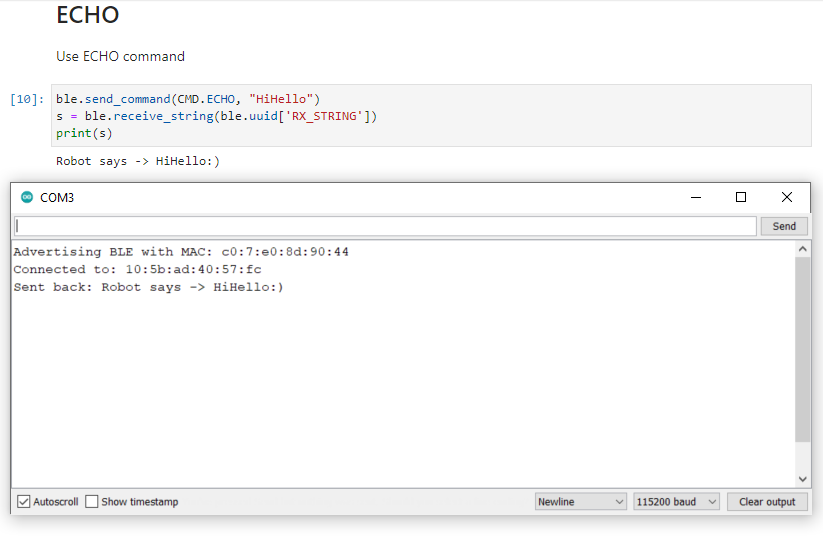 ECHO
Use ECHO command
[10]: ble.send_command(CMD.ECHO, "HiHello")
s = ble.receive_string(ble.uuid['RX_STRING'])
print(s)
Robot says -> HiHello:)
COM3
Send
Advertising BLE with MAC: c0:7:e0:8d:90:44
Connected to: 10:5b:ad:40:57:fc
Sent back: Robot says -> HiHello:)
Autoscroll Show timestamp Newline 115200 baud Clear output